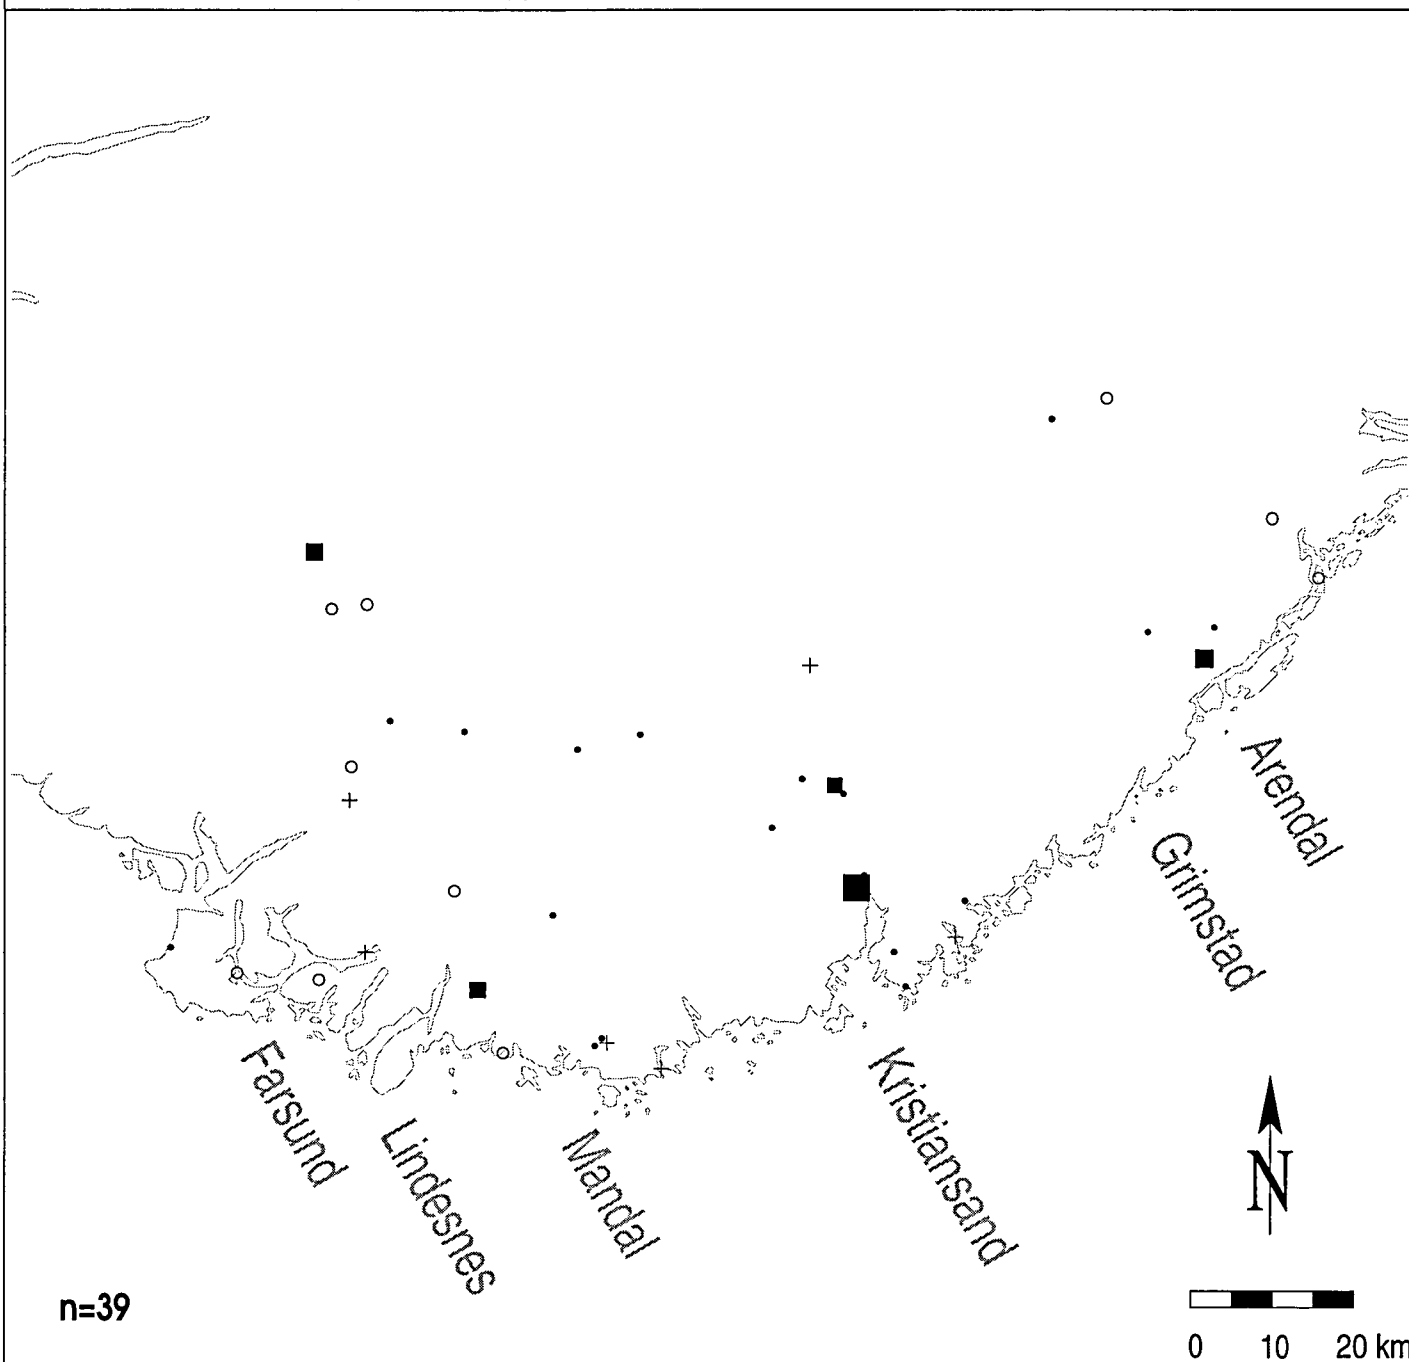 Arendal
Grimstad
Kristiansand
Farsund
Lindesnes
Mandal
N
n=39
0 10 20 km